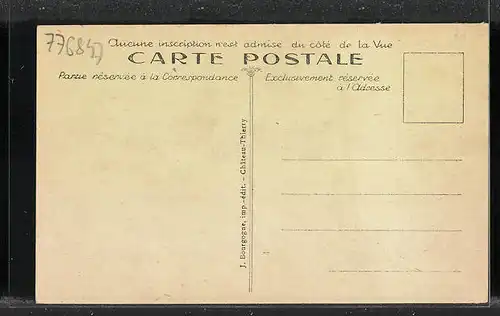 776847
Aucune inscription n'est admise du côté de la Vue
CARTE POSTALE
Partie réservée à la Correspondance
Exclusivement réservée
à l'Adresse
J. Bourgogne, imp.-édit. - Château-Thierry